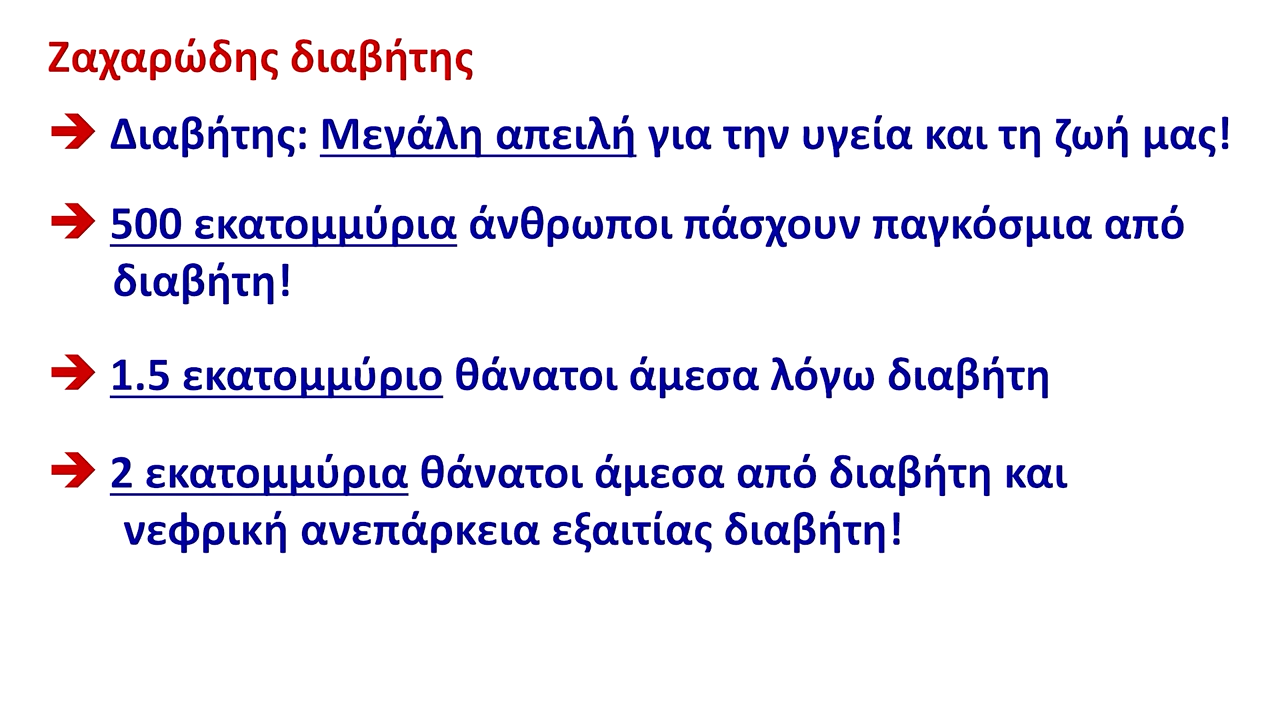 Ζαχαρώδης διαβήτης
➔ Διαβήτης: Μεγάλη απειλή για την υγεία και τη ζωή μας!
➔ 500 εκατομμύρια άνθρωποι πάσχουν παγκόσμια από
διαβήτη!
➔ 1.5 εκατομμύριο θάνατοι άμεσα λόγω διαβήτη
➔ 2 εκατομμύρια θάνατοι άμεσα από διαβήτη και
νεφρική ανεπάρκεια εξαιτίας διαβήτη!